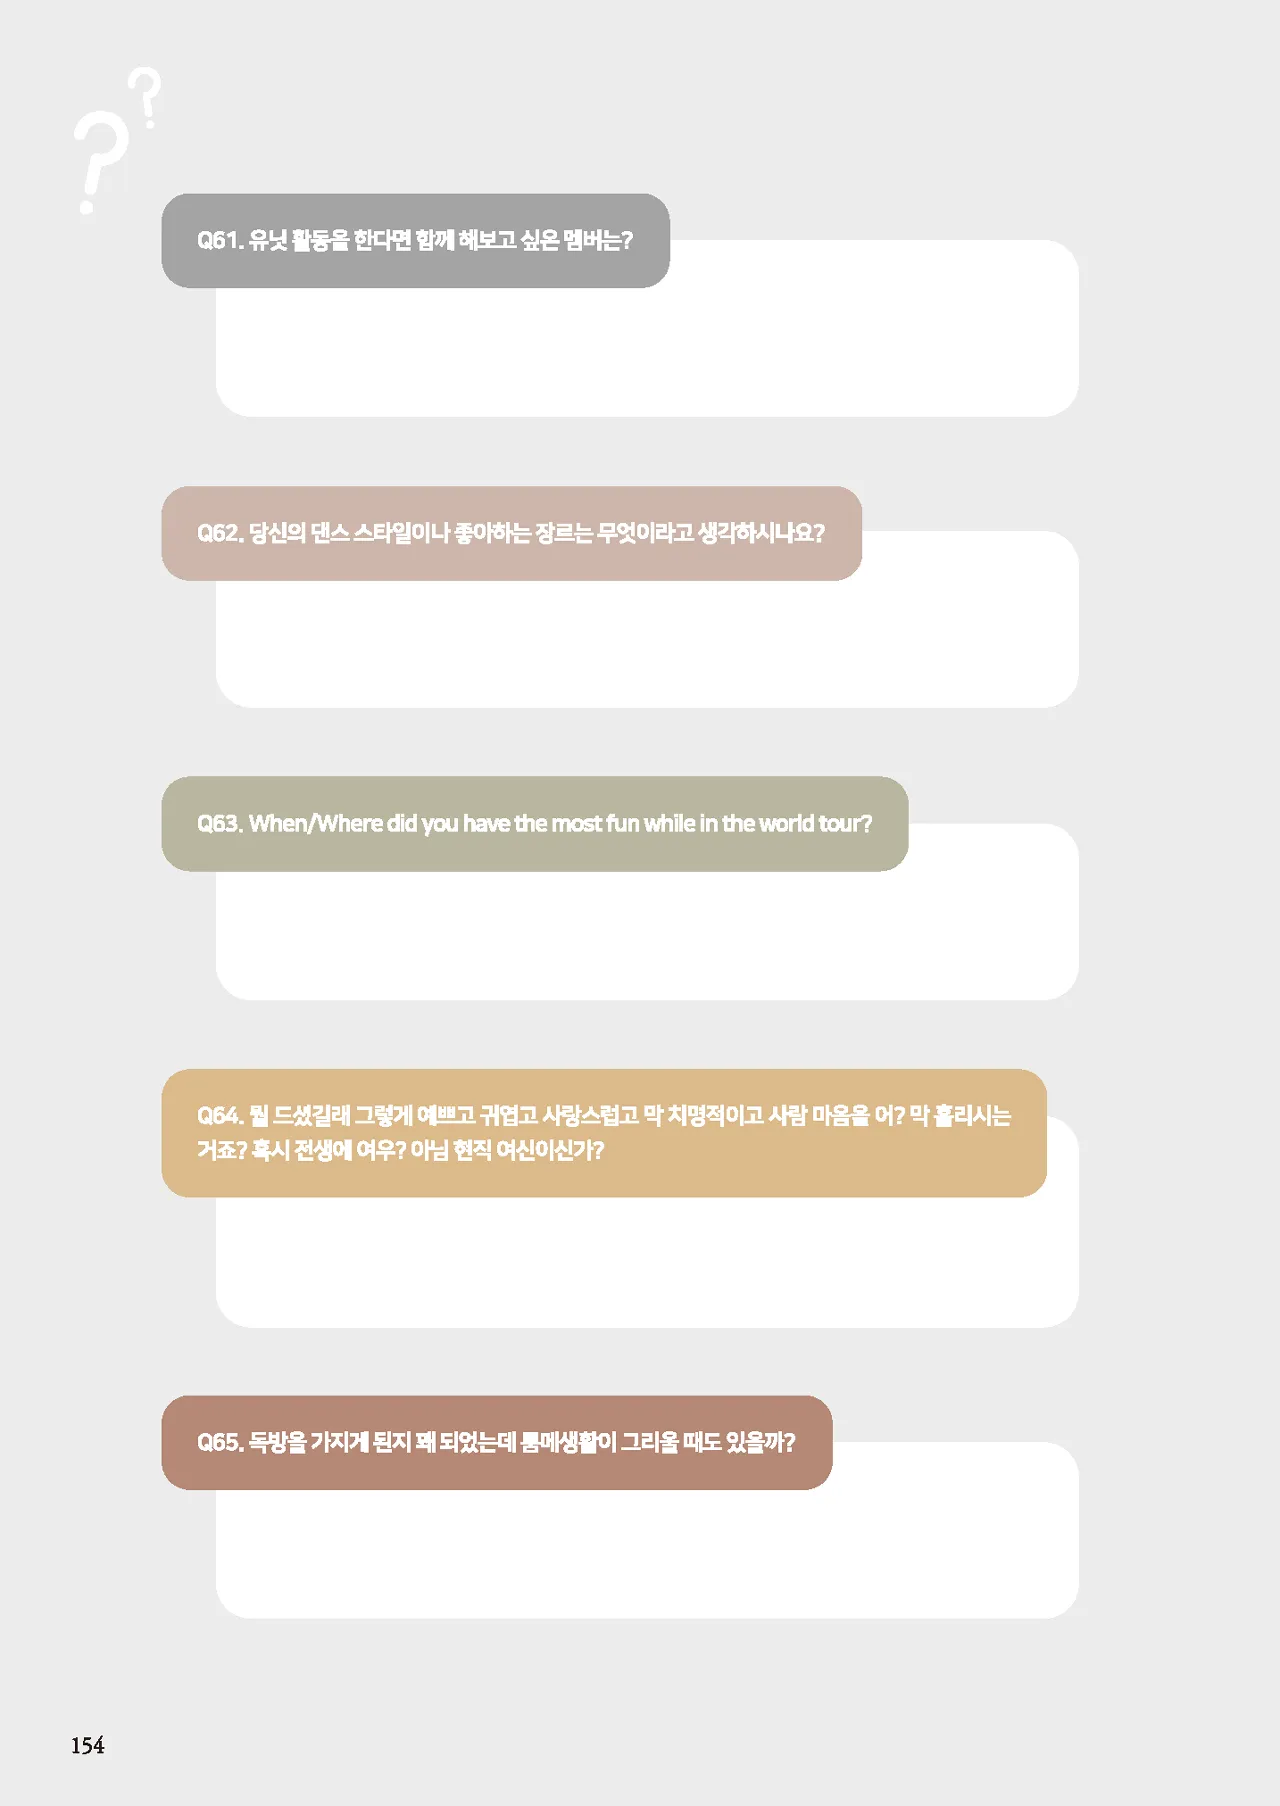 Q61. 유닛 활동을 한다면 함께 해보고 싶은 멤버는?
Q62. 당신의 댄스 스타일이나 좋아하는 장르는 무엇이라고 생각하시나요?
Q63. When/Where did you have the most fun while in the world tour?
Q64. 뭘 드셨길래 그렇게 예쁘고 귀엽고 사랑스럽고 막 치명적이고 사람 마음을 어? 막 홀리시는
거죠? 혹시 전생에 여우? 아님 현직 여신이신가?
Q65. 독방을 가지게 된지 꽤 되었는데 룸메생활이 그리울 때도 있을까?
154